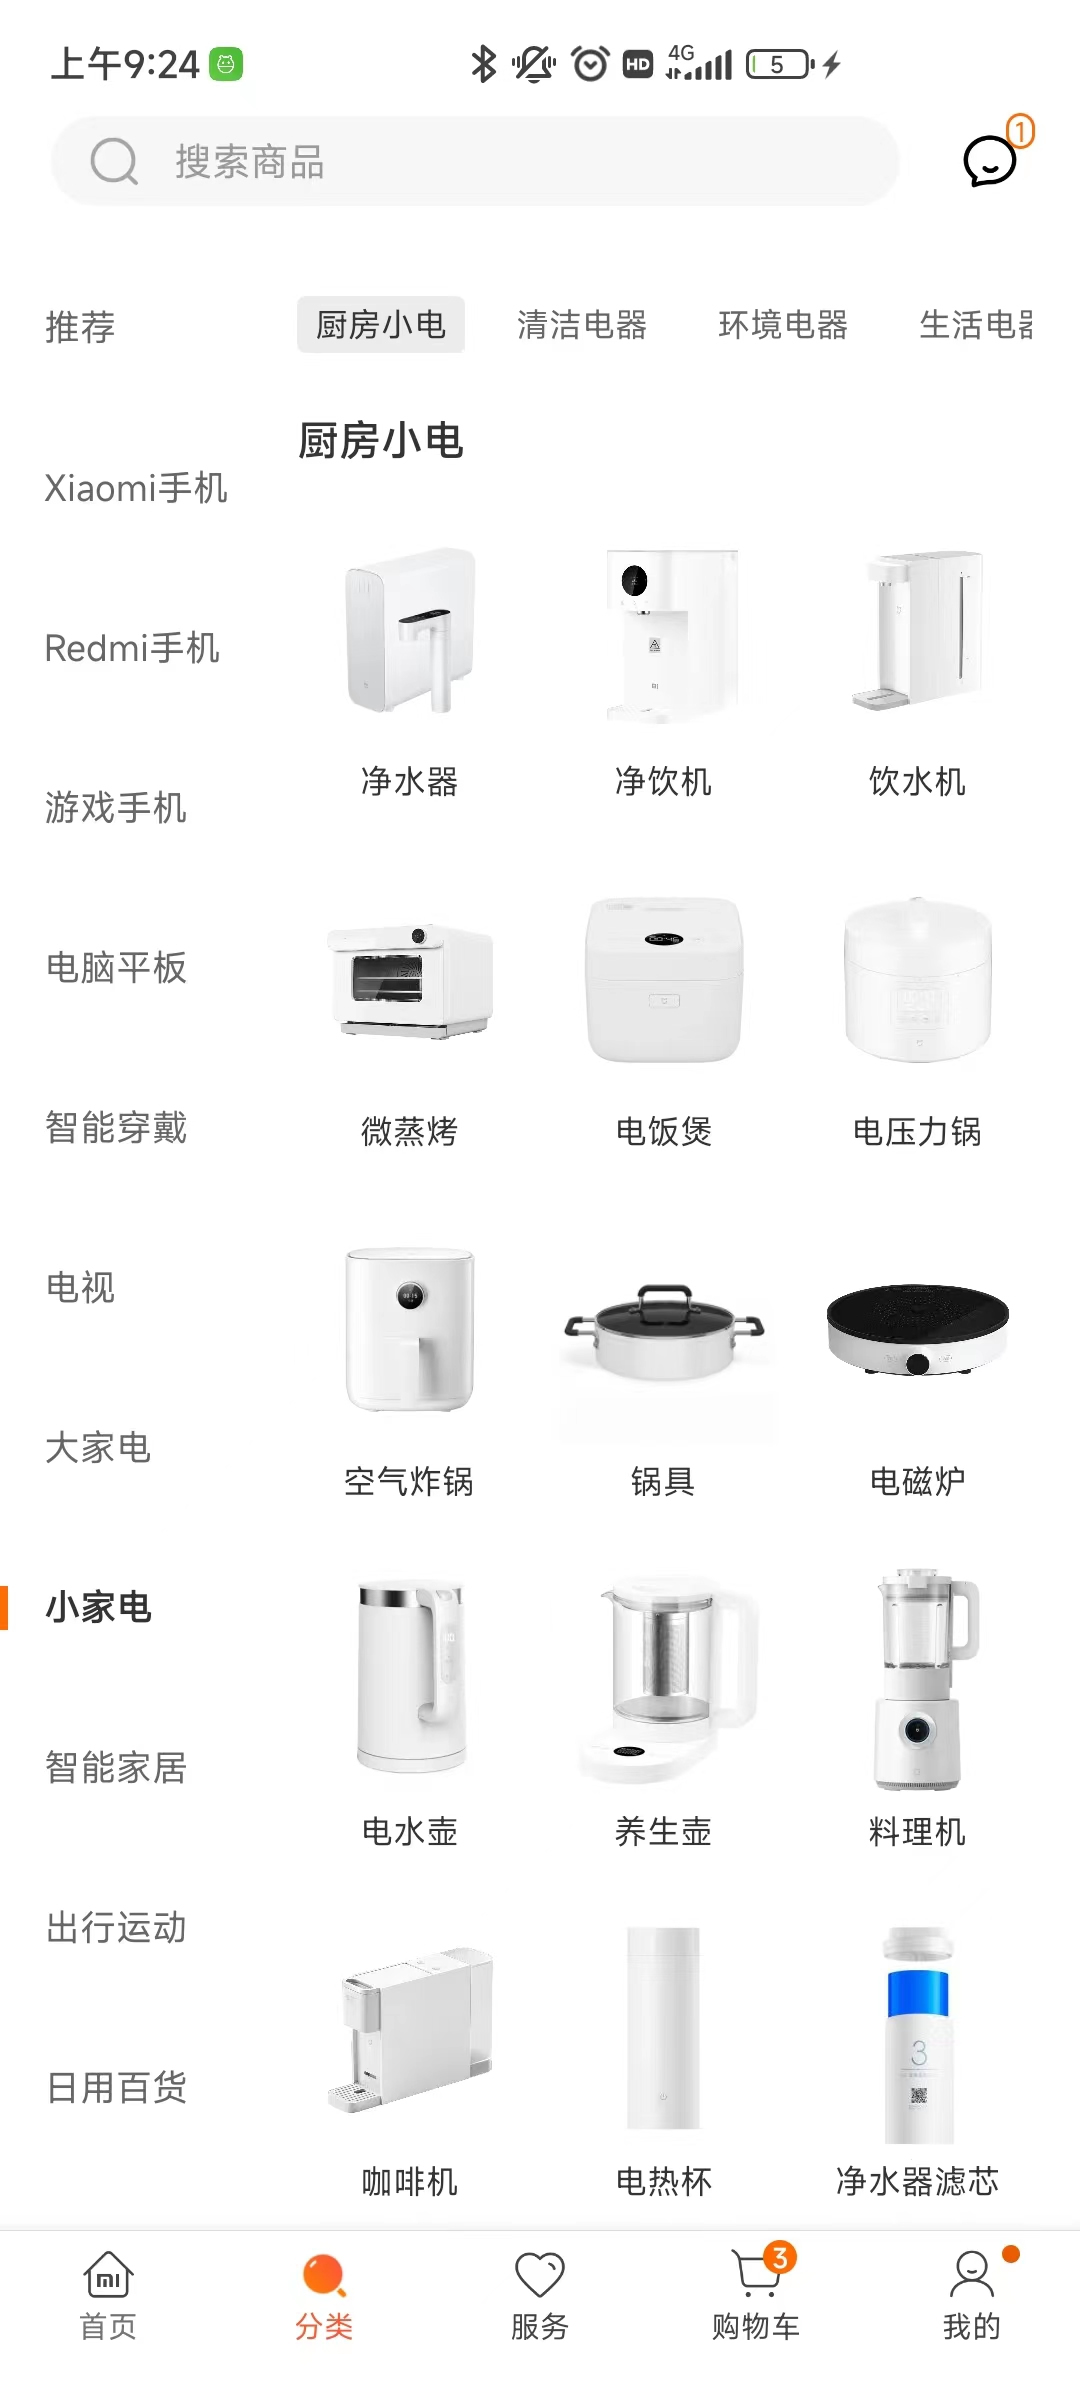 上午9:24 HD 4G 5
搜索商品
1
推荐
厨房小电 清洁电器 环境电器 生活电器
厨房小电
Xiaomi手机
Redmi手机
净水器 净饮机 饮水机
游戏手机
电脑平板
00:45
智能穿戴
微蒸烤 电饭煲 电压力锅
电视
大家电
空气炸锅 锅具 电磁炉
小家电
智能家居
电水壶 养生壶 料理机
出行运动
3
日用百货
咖啡机 电热杯 净水器滤芯
3
首页 分类 服务 购物车 我的